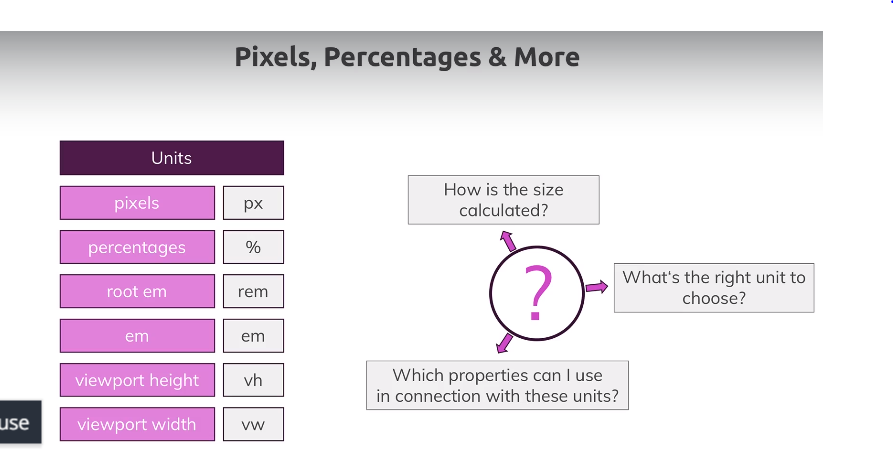 Pixels, Percentages & More
Units
pixels px
percentages %
root em rem
em em
viewport height vh
viewport width vw
How is the size
calculated?
?
What's the right unit to
choose?
Which properties can I use
in connection with these units?
use